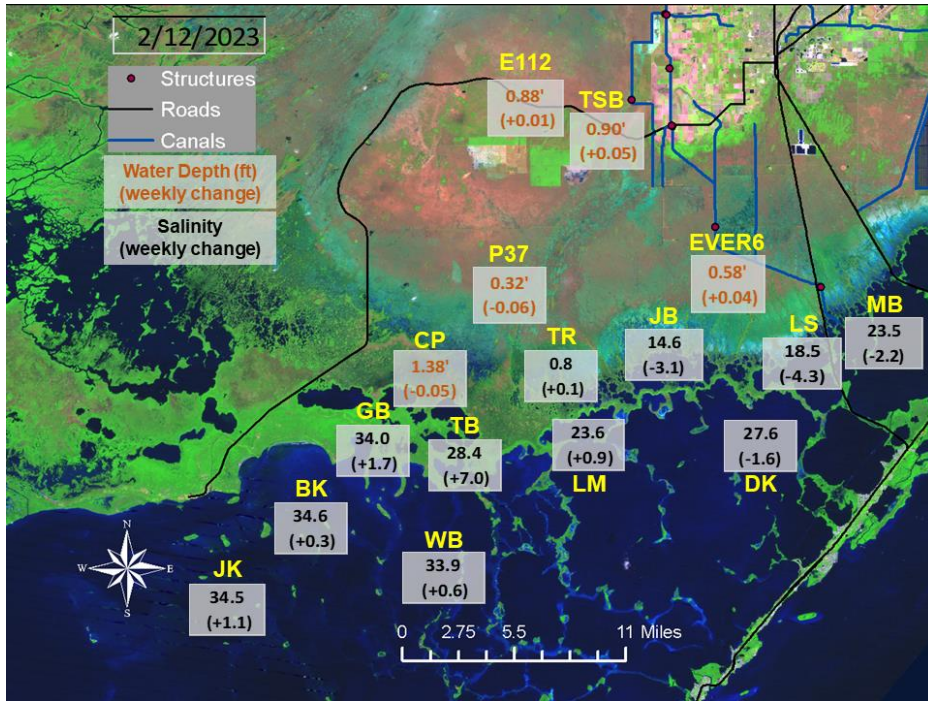 2/12/2023
Structures
Roads
Canals
Water Depth (ft)
(weekly change)
Salinity
(weekly change)
E112
0.88'
(+0.01)
TSB
0.90'
(+0.05)
P37
0.32'
(-0.06)
EVER6
0.58'
(+0.04)
CP
1.38'
(-0.05)
TR
0.8
(+0.1)
JB
14.6
(-3.1)
LS
18.5
(-4.3)
MB
23.5
(-2.2)
GB
34.0
(+1.7)
TB
28.4
(+7.0)
23.6
(+0.9)
LM
27.6
(-1.6)
DK
BK
34.6
(+0.3)
WB
33.9
(+0.6)
JK
34.5
(+1.1)
N
W
E
S
0 2.75 5.5 11 Miles